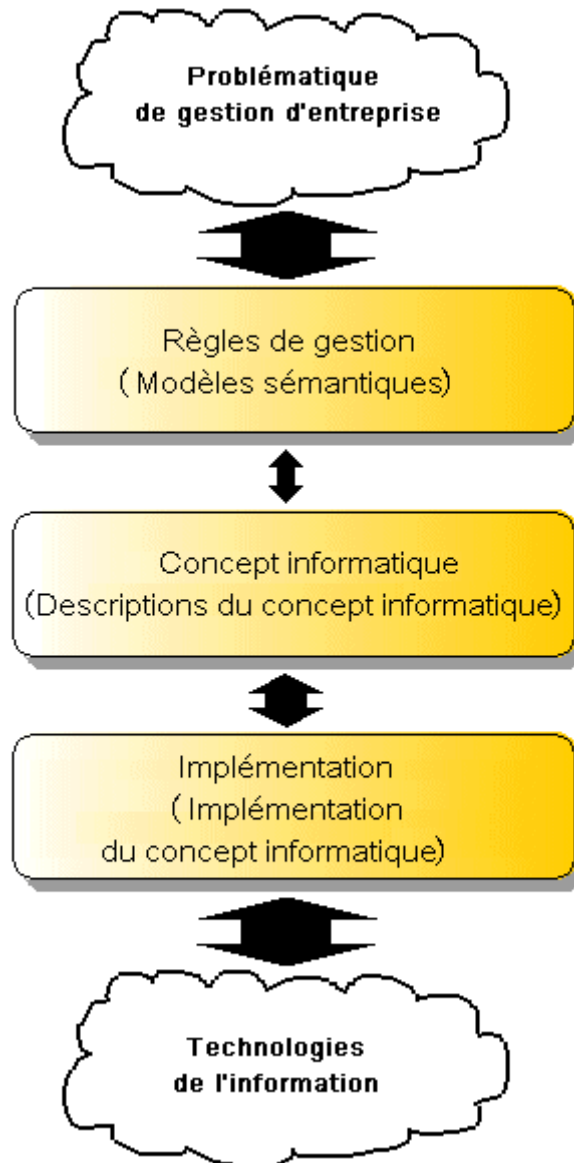 Problématique
de gestion d'entreprise
Règles de gestion
( Modèles sémantiques)
Concept informatique
(Descriptions du concept informatique)
Implémentation
( Implémentation
du concept informatique)
Technologies
de l'information